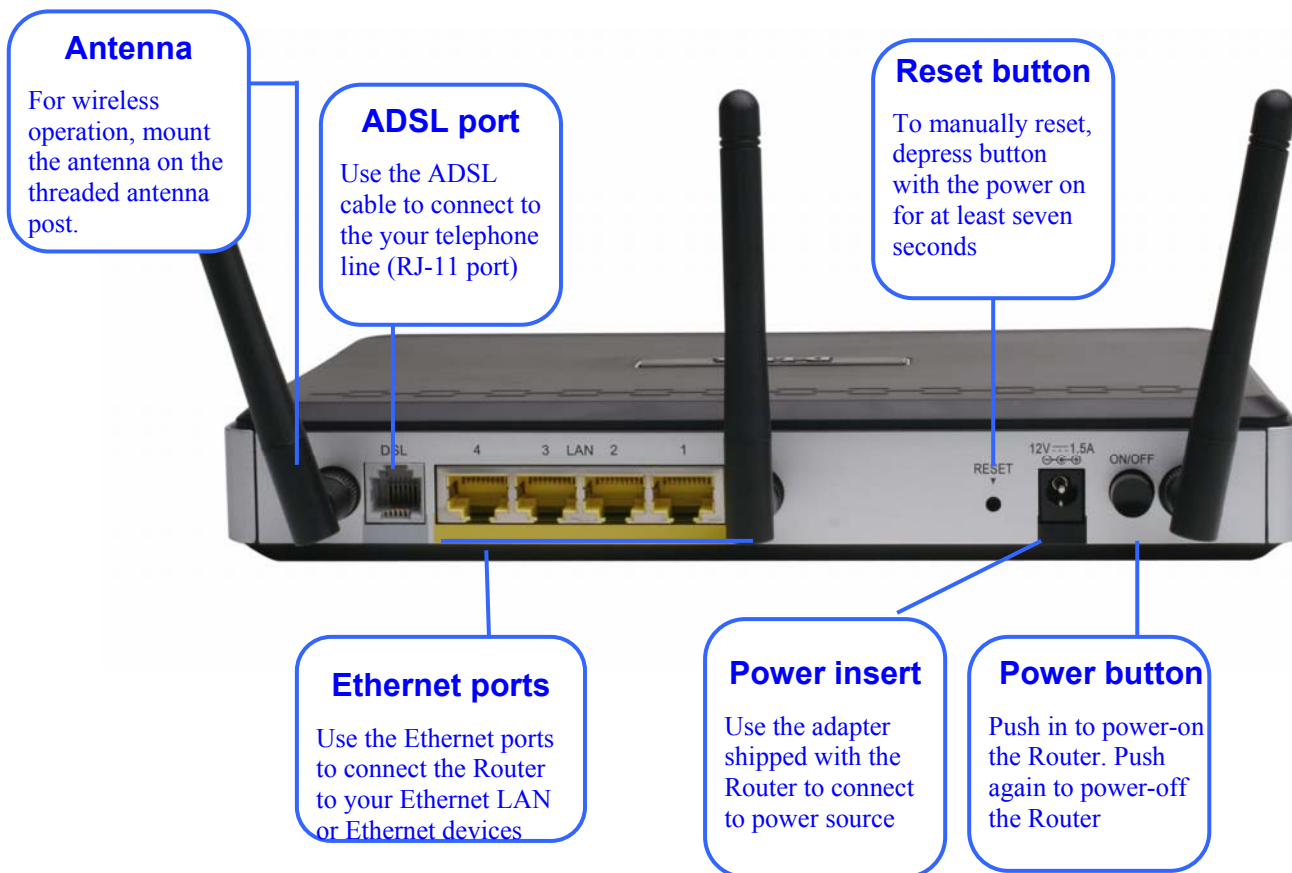 Antenna
For wireless
operation, mount
the antenna on the
threaded antenna
post.
ADSL port
Use the ADSL
cable to connect to
the your telephone
line (RJ-11 port)
Reset button
To manually reset,
depress button
with the power on
for at least seven
seconds
DSL
4 3 LAN 2 1
RESET
12V 1.5A
ON/OFF
Ethernet ports
Use the Ethernet ports
to connect the Router
to your Ethernet LAN
or Ethernet devices
Power insert
Use the adapter
shipped with the
Router to connect
to power source
Power button
Push in to power-on
the Router. Push
again to power-off
the Router